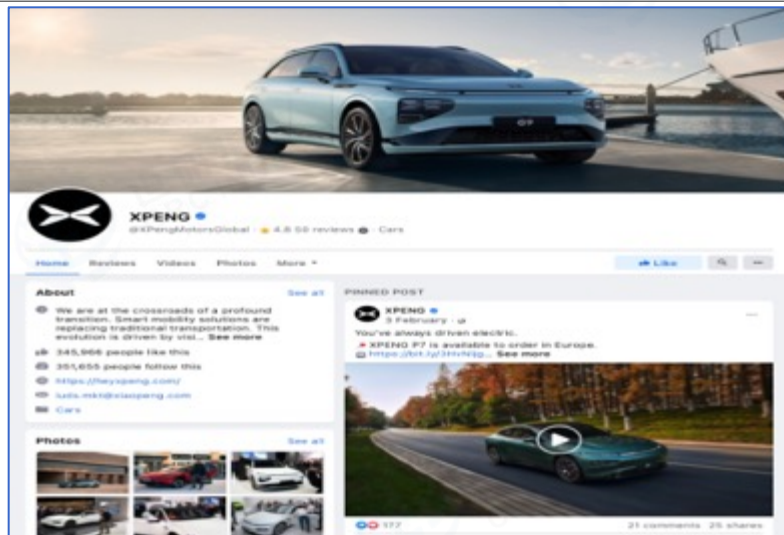 G9
XPENG
@XPengMotorsGlobal · 4.8 50 reviews · Cars
Home Reviews Videos Photos More
Like
About See all
We are at the crossroads of a profound
transition. Smart mobility solutions are
replacing traditional transportation. This
evolution is driven by visi... See more
345,966 people like this
351,655 people follow this
https://heyxpeng.com/
luds.mkt@xiaopeng.com
Cars
Photos See all
PINNED POST
XPENG
3 February ·
You've always driven electric.
XPENG P7 is available to order in Europe.
See more
177 21 comments 25 shares